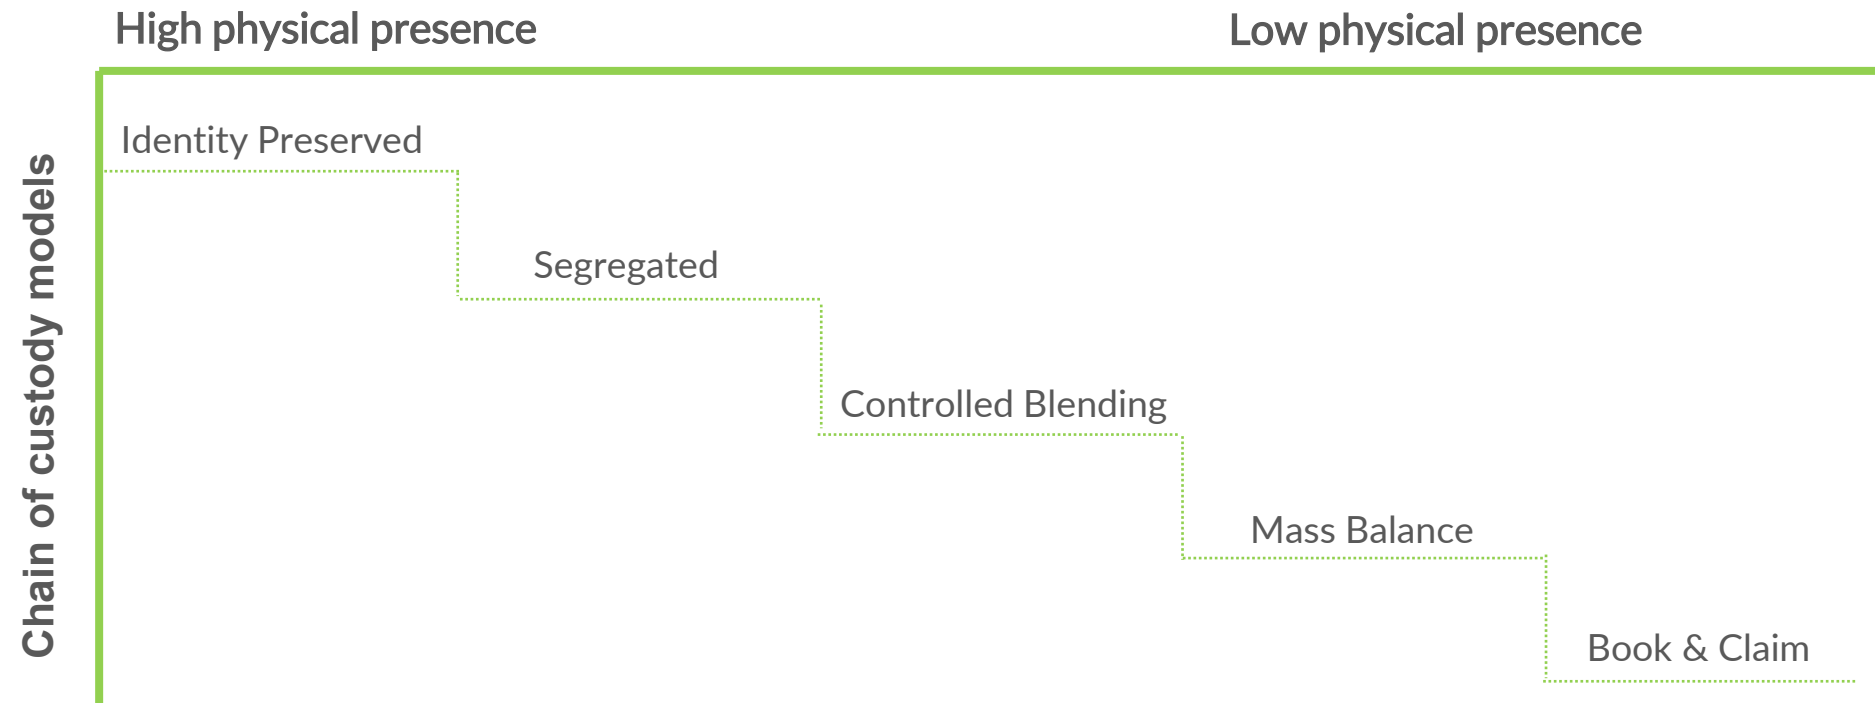 High physical presence
Low physical presence
Chain of custody models
Identity Preserved
Segregated
Controlled Blending
Mass Balance
Book & Claim